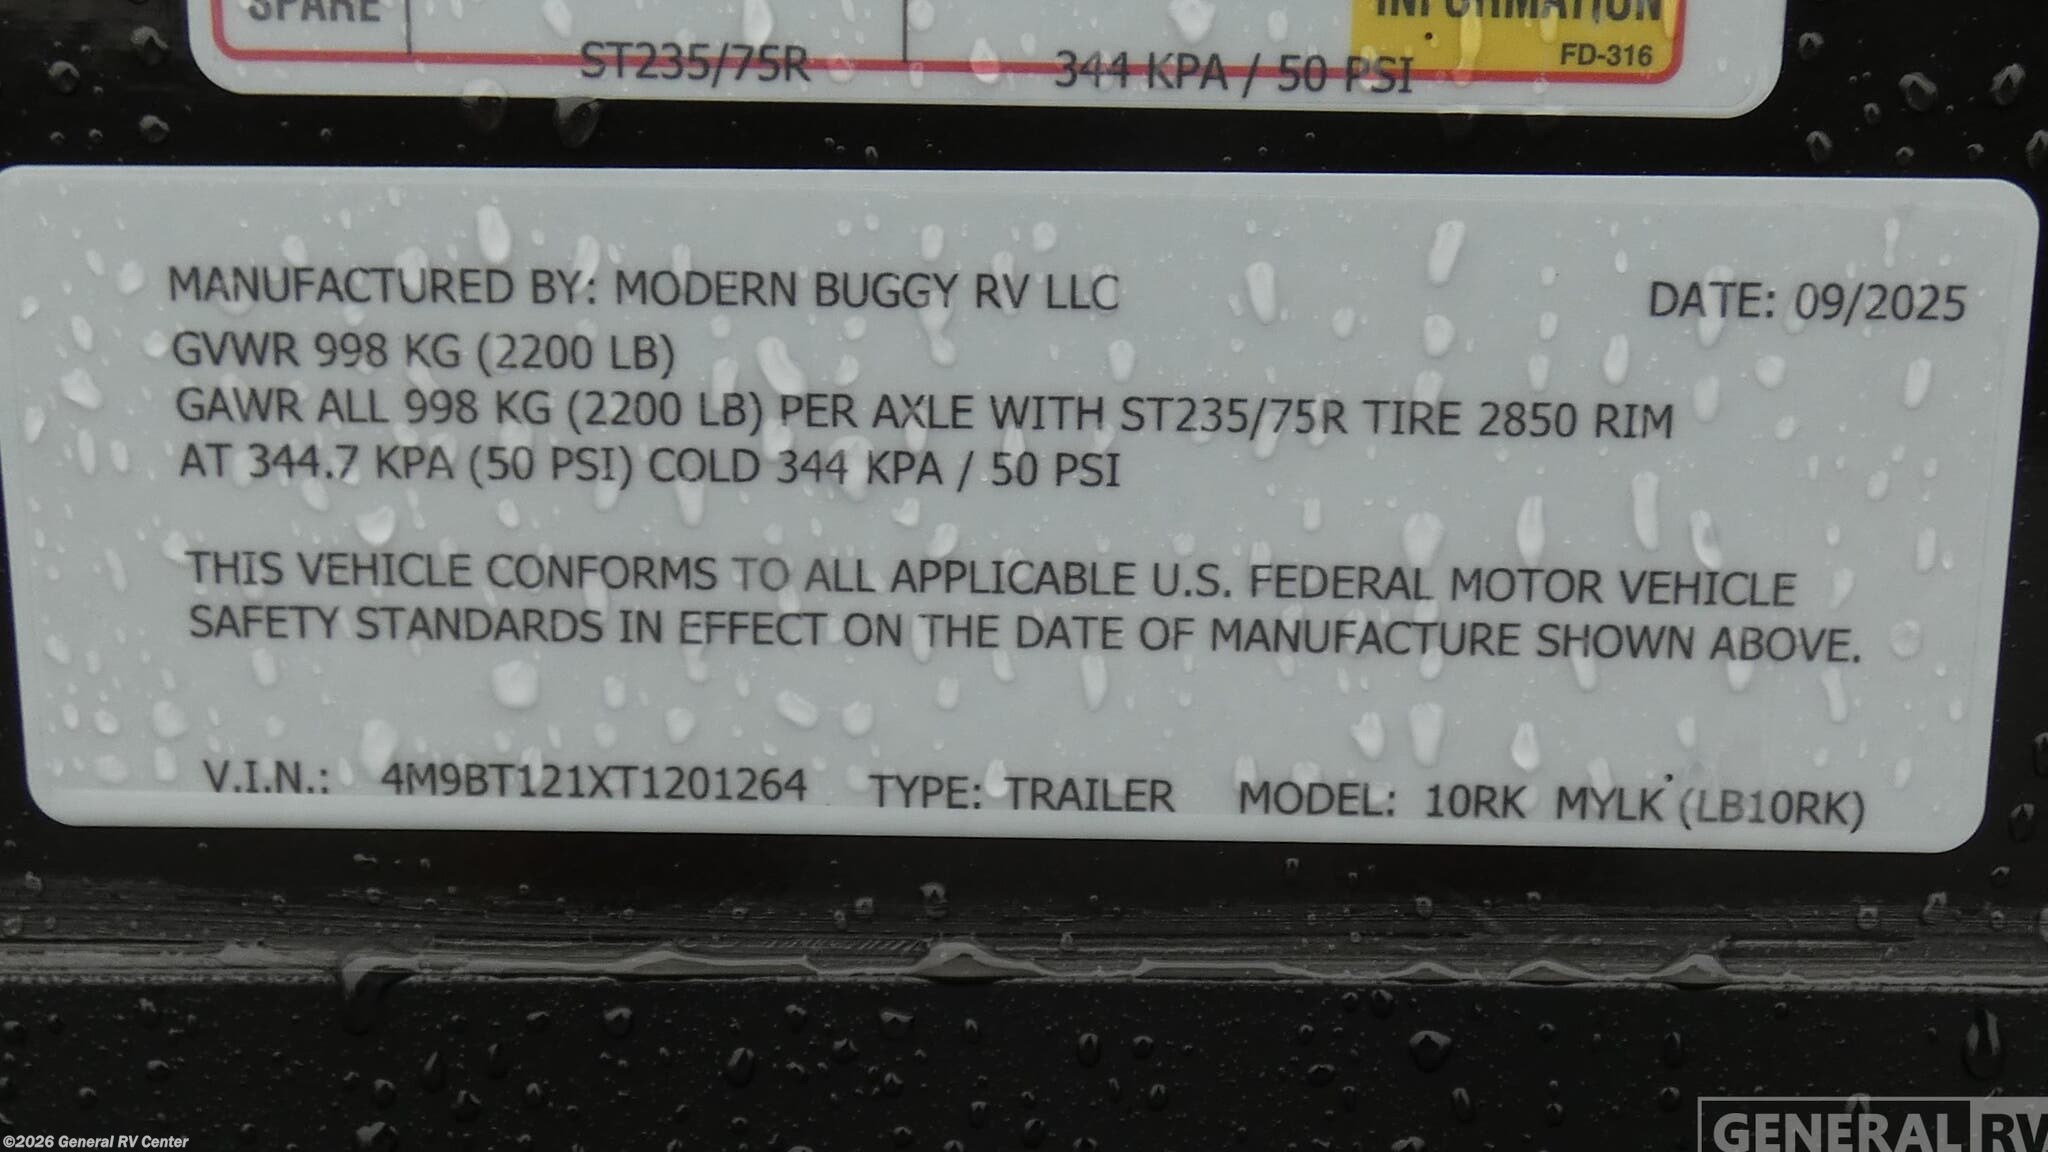 SPARE
INFORMATION
ST235/75R 344 KPA / 50 PSI
FD-316
MANUFACTURED BY: MODERN BUGGY RV LLC DATE: 09/2025
GVWR 998 KG (2200 LB)
GAWR ALL 998 KG (2200 LB) PER AXLE WITH ST235/75R TIRE 2850 RIM
AT 344.7 KPA (50 PSI) COLD 344 KPA / 50 PSI
THIS VEHICLE CONFORMS TO ALL APPLICABLE U.S. FEDERAL MOTOR VEHICLE
SAFETY STANDARDS IN EFFECT ON THE DATE OF MANUFACTURE SHOWN ABOVE.
V.I.N.: 4M9BT121XT1201264 TYPE: TRAILER MODEL: 10RK MYLK (LB10RK)
©2026 General RV Center
GENERAL RV